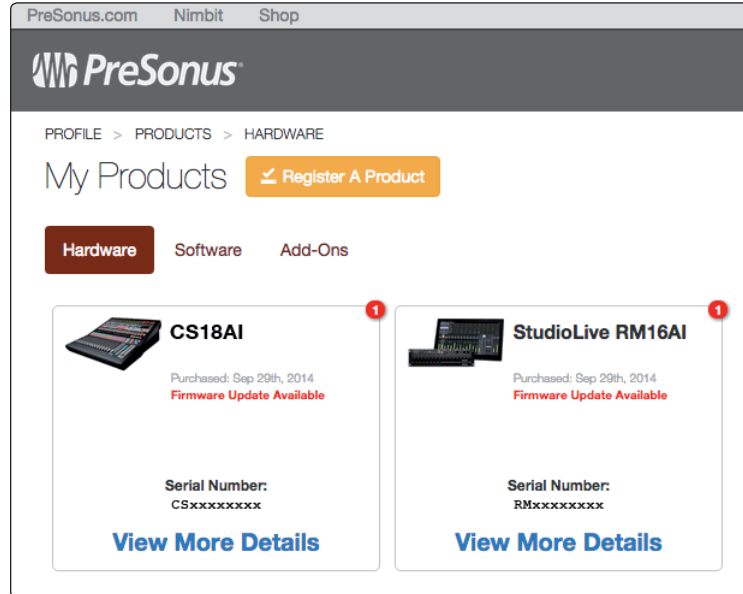 PreSonus.com Nimbit Shop
PreSonus
PROFILE > PRODUCTS > HARDWARE
My Products Register A Product
Hardware Software Add-Ons
1
CS18AI
Purchased: Sep 29th, 2014
Firmware Update Available
Serial Number:
CSxxxxxxxx
View More Details
1
StudioLive RM16AI
Purchased: Sep 29th, 2014
Firmware Update Available
Serial Number:
RMxxxxxxxx
View More Details